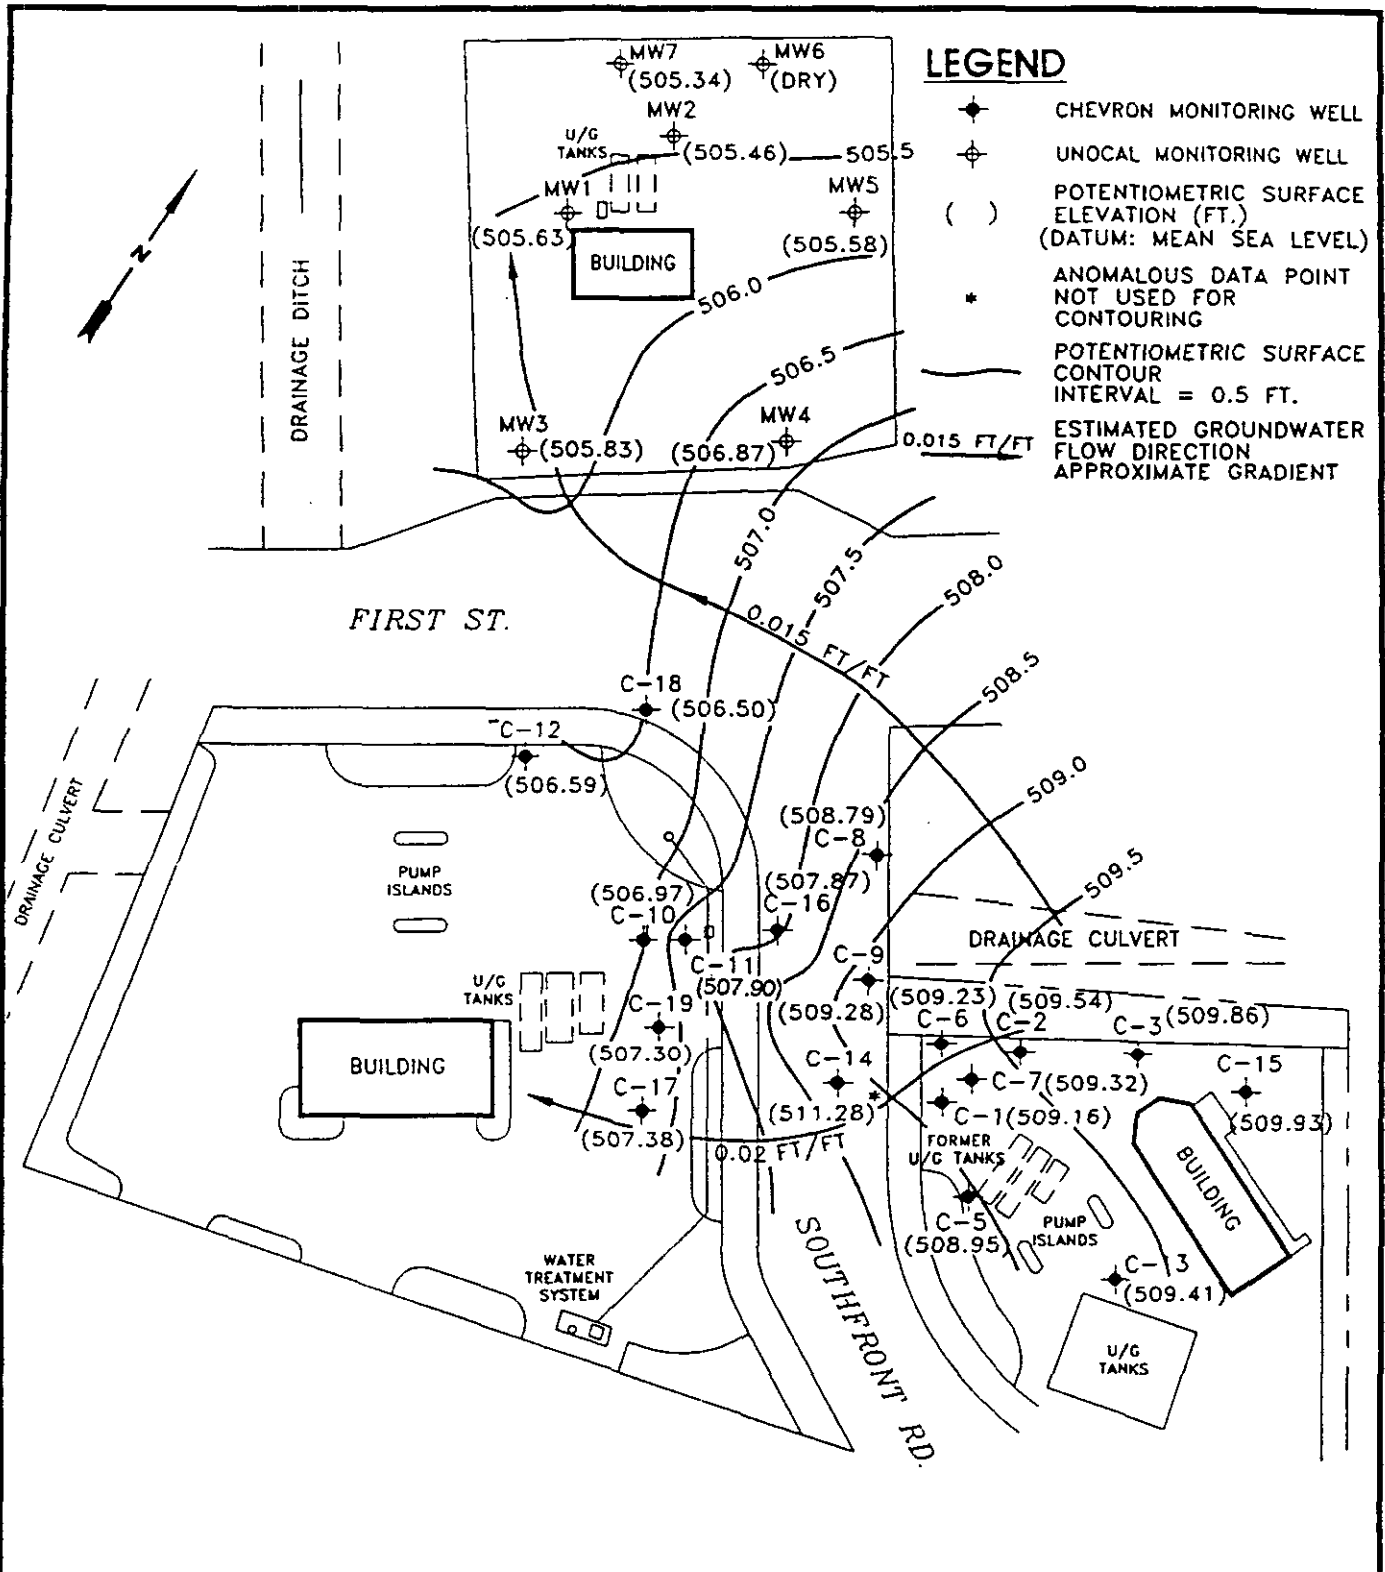 MW7
(505.34)
MW6
(DRY)
LEGEND
CHEVRON MONITORING WELL
UNOCAL MONITORING WELL
( )
POTENTIOMETRIC SURFACE
ELEVATION (FT.)
(DATUM: MEAN SEA LEVEL)
*
ANOMALOUS DATA POINT
NOT USED FOR
CONTOURING
POTENTIOMETRIC SURFACE
CONTOUR
INTERVAL = 0.5 FT.
0.015 FT/FT
ESTIMATED GROUNDWATER
FLOW DIRECTION
APPROXIMATE GRADIENT
MW2
(505.46)
505.5
U/G
TANKS
MW1
(505.63)
MW5
(505.58)
BUILDING
N
DRAINAGE DITCH
506.0
506.5
MW3
(505.83)
MW4
(506.87)
507.0
507.5
508.0
508.5
509.0
509.5
0.015 FT/FT
FIRST ST.
C-18
(506.50)
C-12
(506.59)
DRAINAGE CULVERT
PUMP
ISLANDS
(508.79)
C-8
(507.87)
C-16
(506.97)
C-10
C-11
(507.90)
C-9
(509.28)
DRAINAGE CULVERT
(509.23)
C-6
(509.54)
C-2
(509.86)
C-3
C-15
(509.93)
U/G
TANKS
C-19
(507.30)
C-17
(507.38)
BUILDING
C-14
(511.28)
*
C-7(509.32)
C-1(509.16)
0.02 FT/FT
FORMER
U/G TANKS
C-5
(508.95)
PUMP
ISLANDS
BUILDING
C-13
(509.41)
U/G
TANKS
WATER
TREATMENT
SYSTEM
SOUTHFRONT RD.